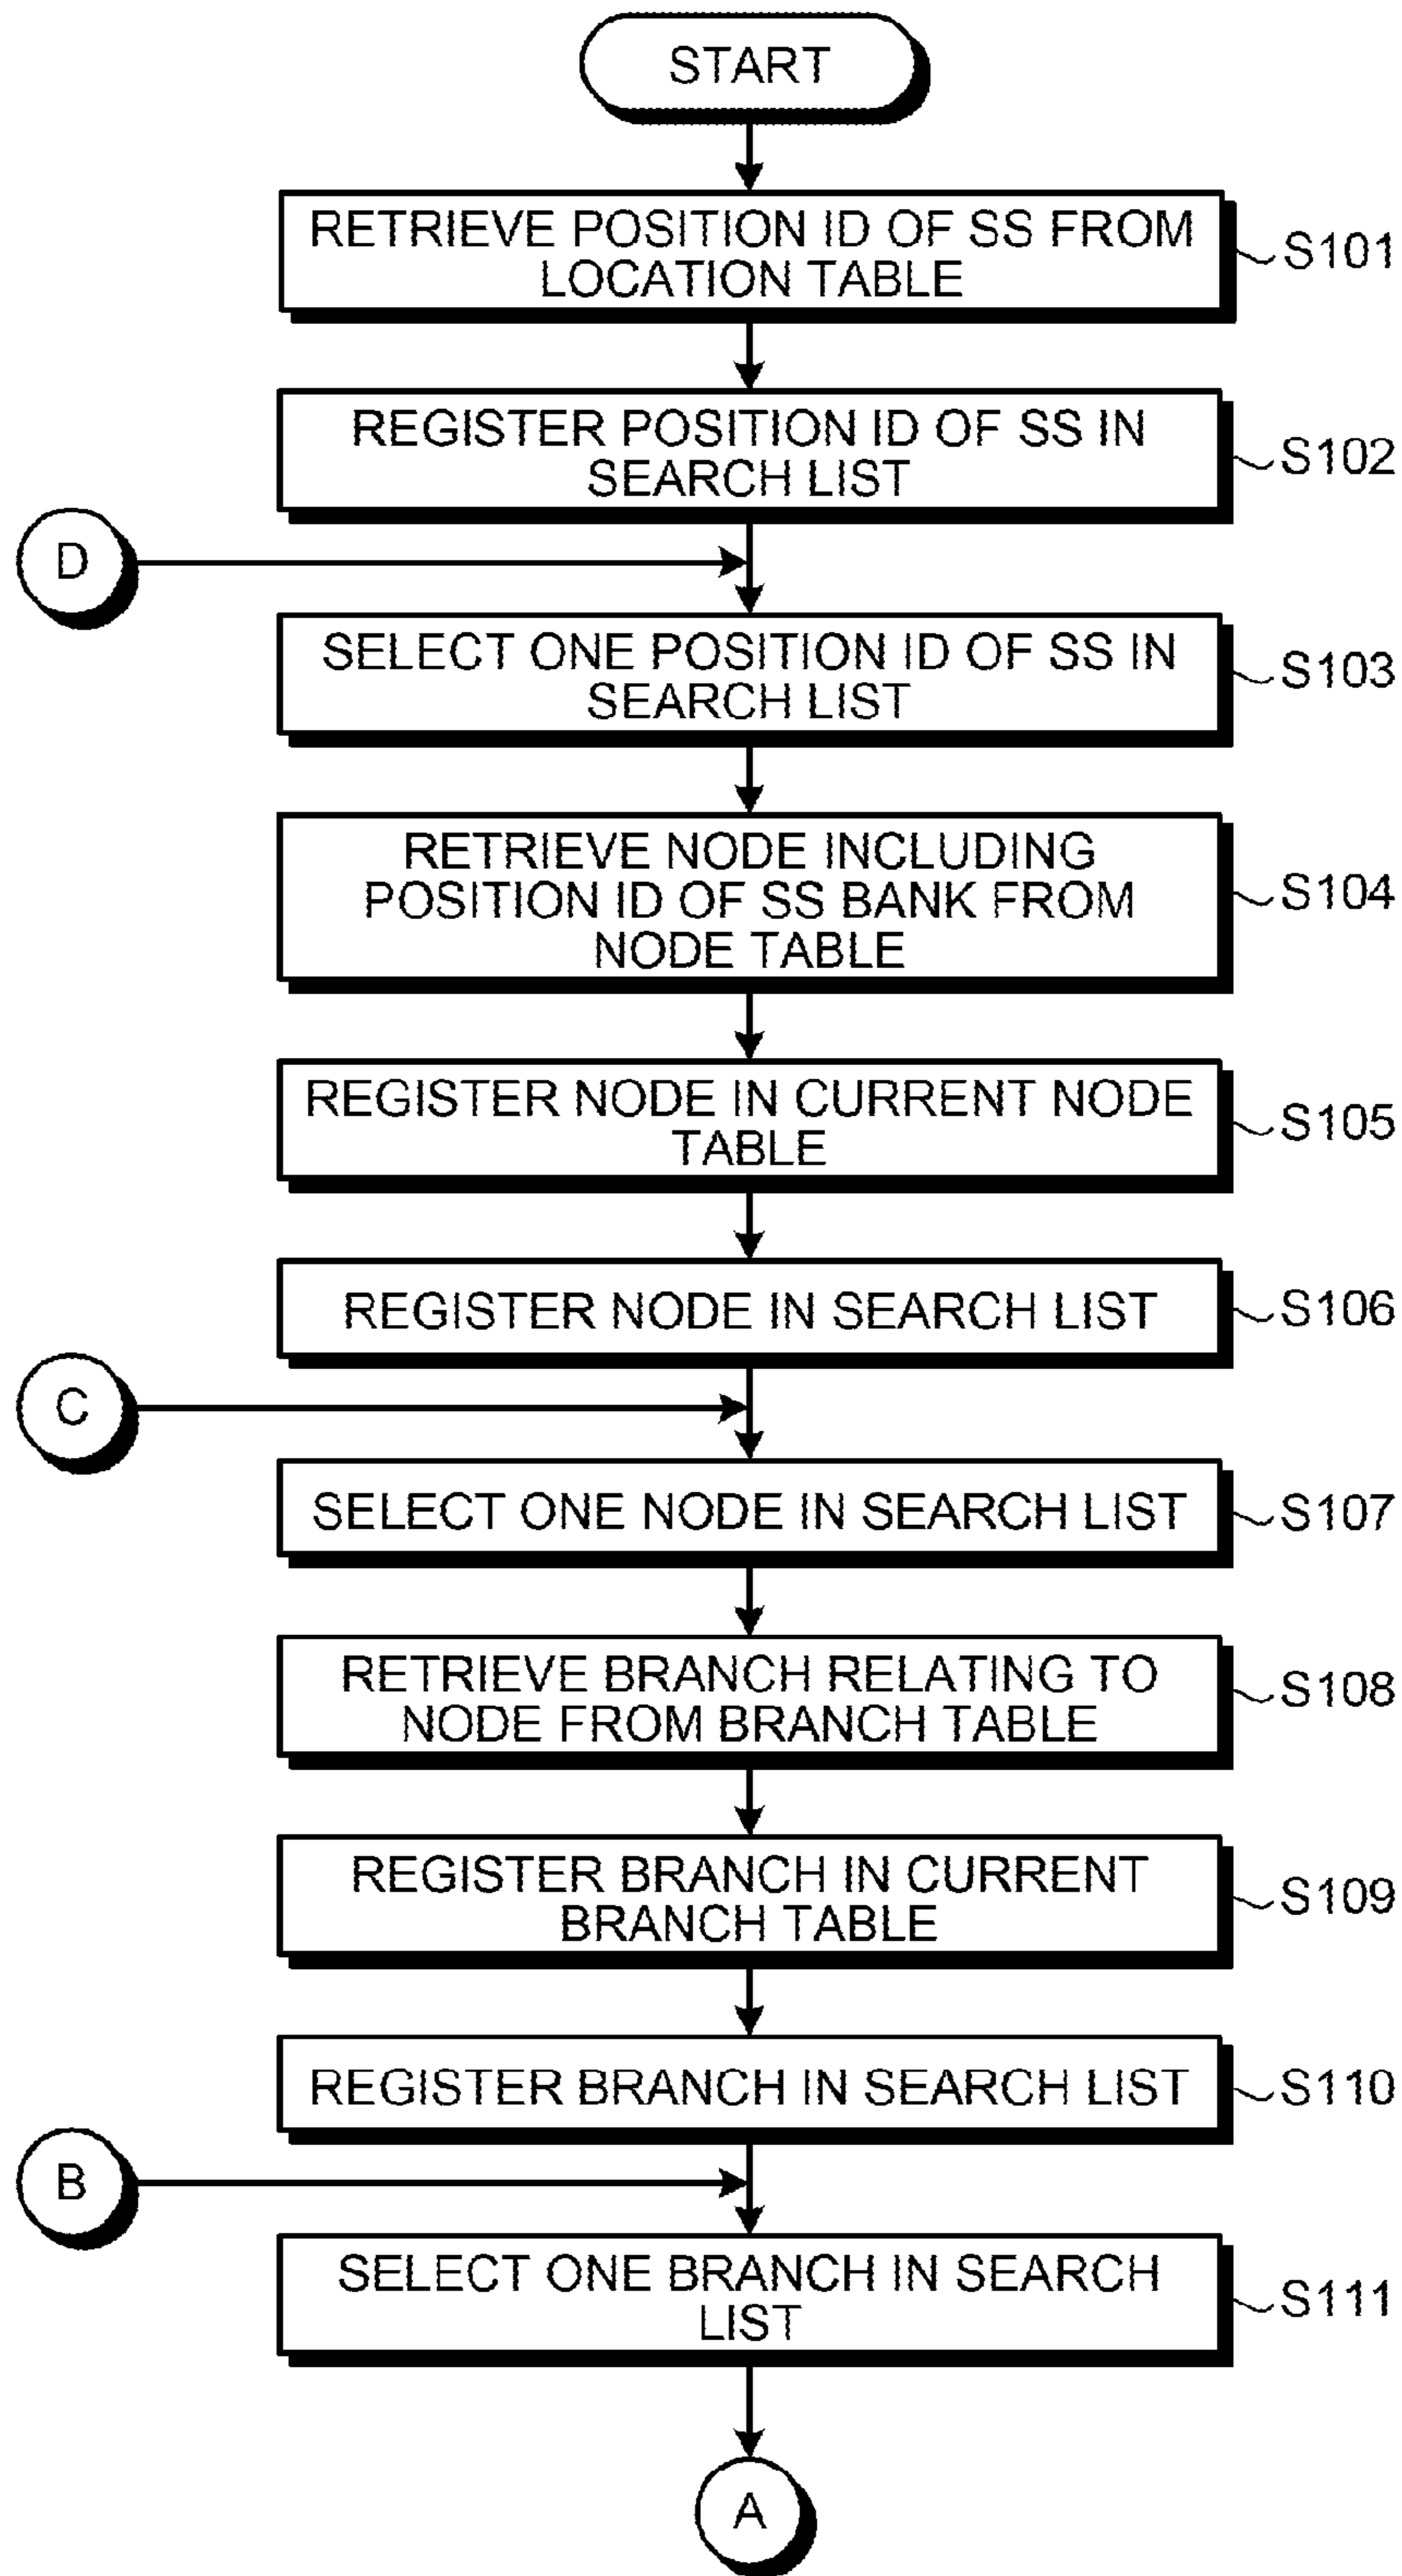 START
RETRIEVE POSITION ID OF SS FROM
LOCATION TABLE
S101
REGISTER POSITION ID OF SS IN
SEARCH LIST
S102
D
SELECT ONE POSITION ID OF SS IN
SEARCH LIST
S103
RETRIEVE NODE INCLUDING
POSITION ID OF SS BANK FROM
NODE TABLE
S104
REGISTER NODE IN CURRENT NODE
TABLE
S105
REGISTER NODE IN SEARCH LIST
S106
C
SELECT ONE NODE IN SEARCH LIST
S107
RETRIEVE BRANCH RELATING TO
NODE FROM BRANCH TABLE
S108
REGISTER BRANCH IN CURRENT
BRANCH TABLE
S109
REGISTER BRANCH IN SEARCH LIST
S110
B
SELECT ONE BRANCH IN SEARCH
LIST
S111
A